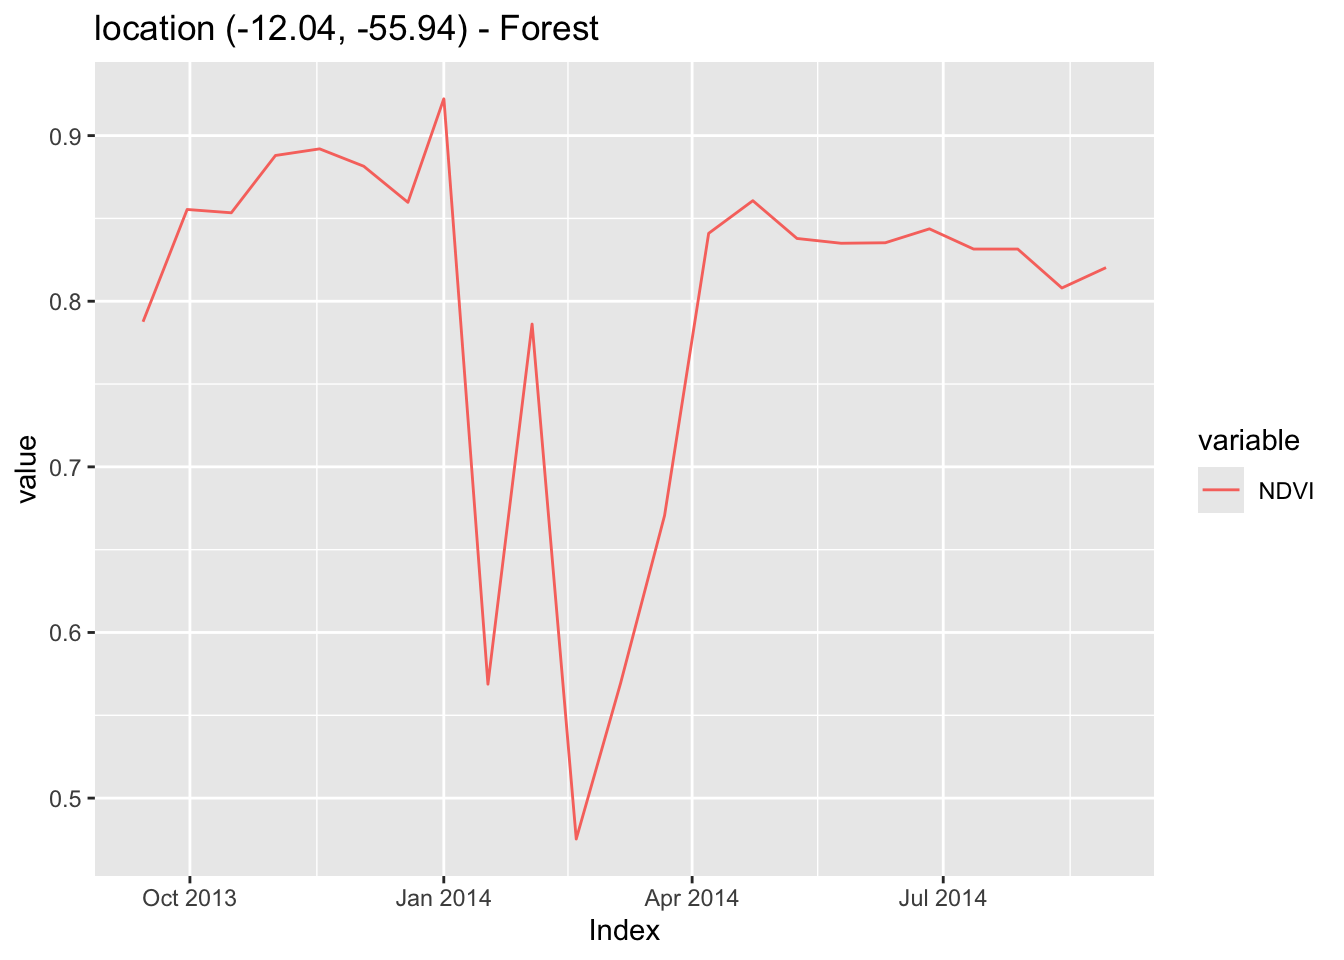 location (-12.04, -55.94) - Forest
0.9
0.8
0.7
0.6
0.5
value
Oct 2013
Jan 2014
Apr 2014
Jul 2014
Index
variable
NDVI